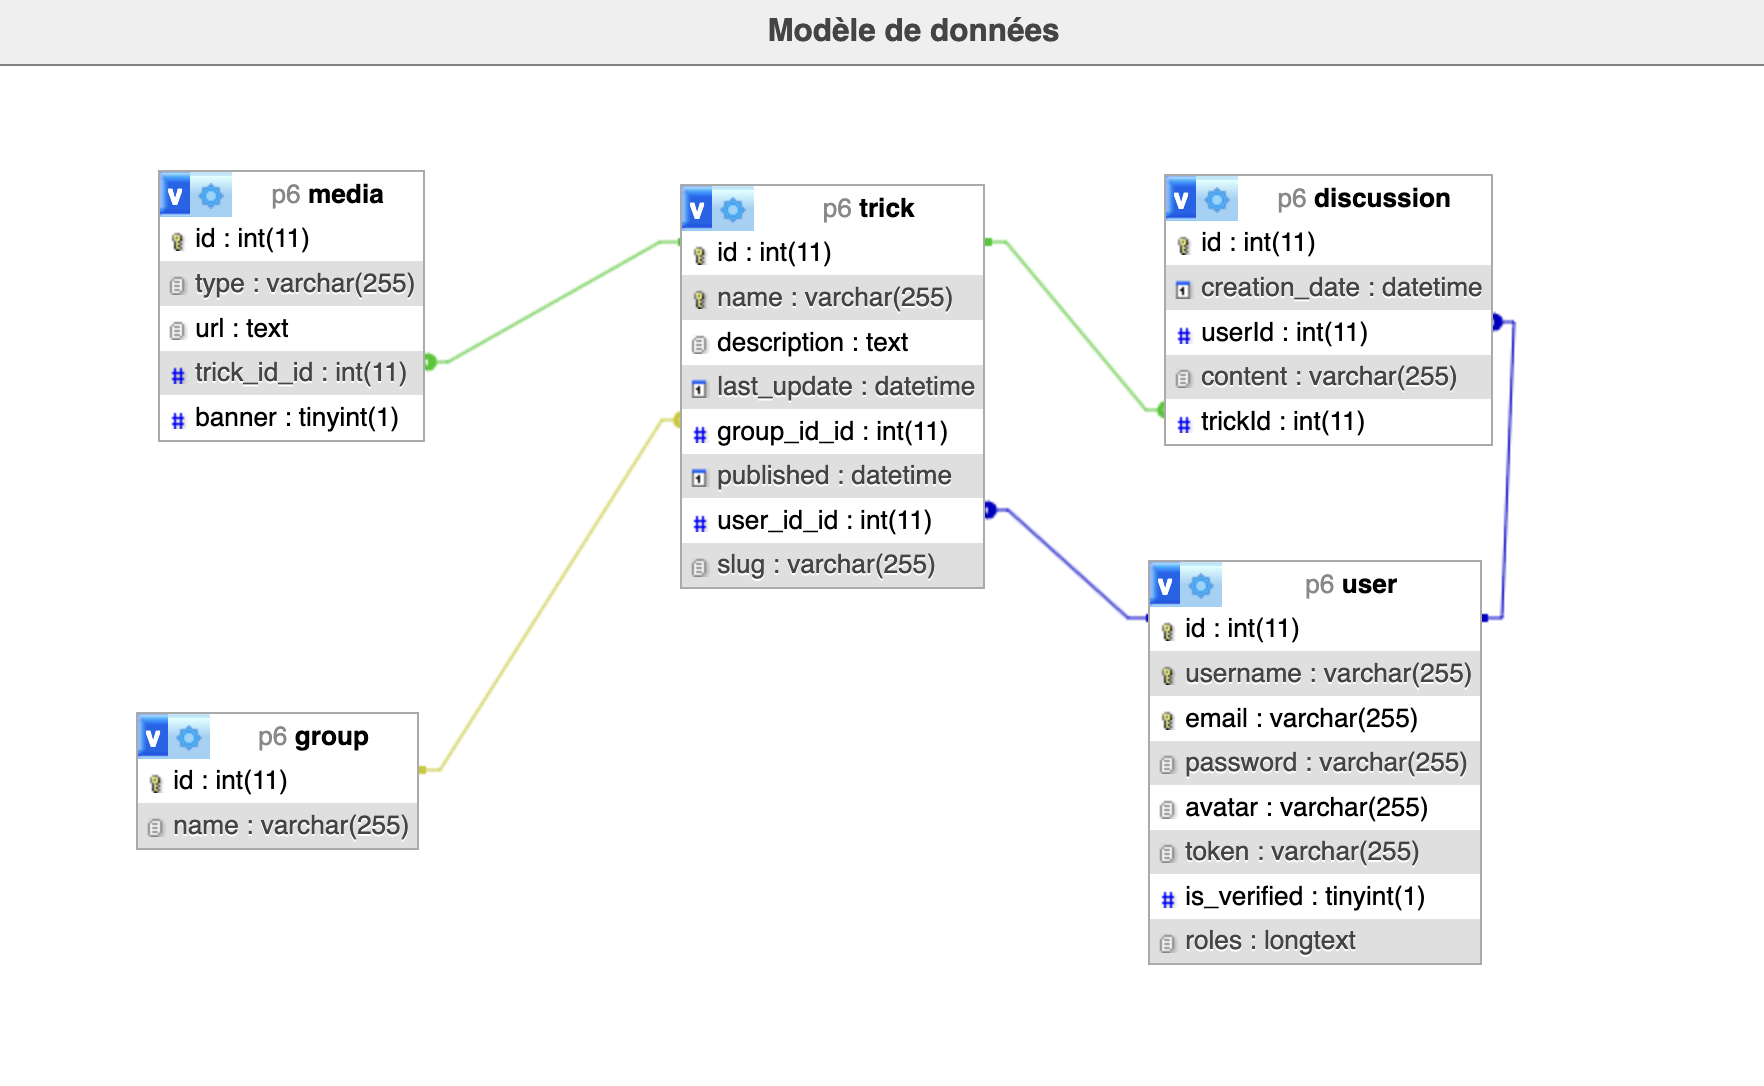 Modèle de données
v p6 media
id : int(11)
type : varchar(255)
url : text
# trick_id_id : int(11)
# banner : tinyint(1)
v p6 trick
id : int(11)
name : varchar(255)
description : text
last_update : datetime
# group_id_id : int(11)
published : datetime
# user_id_id : int(11)
slug : varchar(255)
v p6 discussion
id : int(11)
creation_date : datetime
# userId : int(11)
content : varchar(255)
# trickId : int(11)
v p6 group
id : int(11)
name : varchar(255)
v p6 user
id : int(11)
username : varchar(255)
email : varchar(255)
password : varchar(255)
avatar : varchar(255)
token : varchar(255)
# is_verified : tinyint(1)
roles : longtext